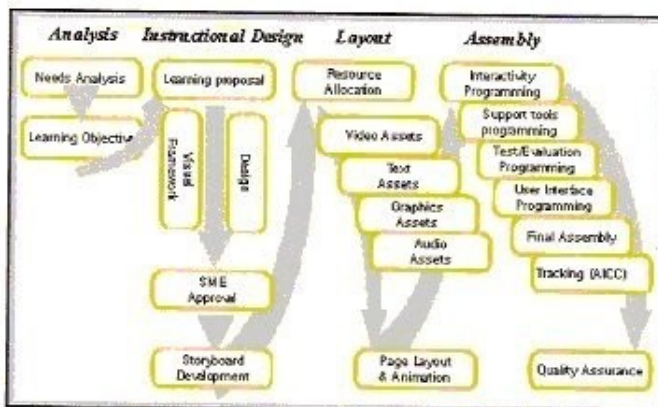 Analysis
Instructional Design
Layout
Assembly
Needs Analysis
Learning Objective
Learning proposal
Visual
Framework
Design
SME
Approval
Storyboard
Development
Resource
Allocation
Video Assets
Text
Assets
Graphics
Assets
Audio
Assets
Page Layout
& Animation
Interactivity
Programming
Support tools
programming
Test/Evaluation
Programming
User Interface
Programming
Final Assembly
Tracking (AICC)
Quality Assurance